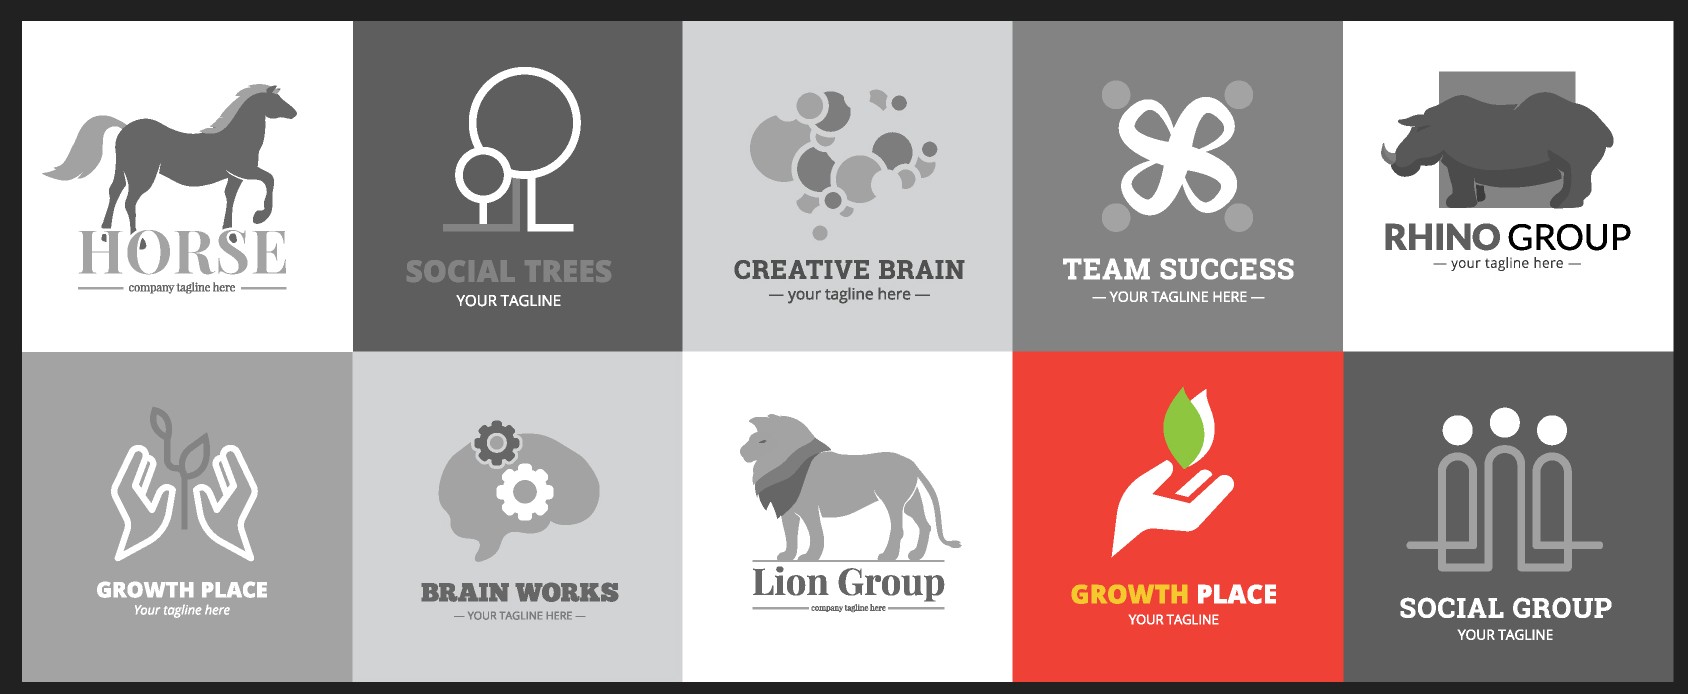 HORSE
company tagline here
SOCIAL TREES
YOUR TAGLINE
CREATIVE BRAIN
— your tagline here —
TEAM SUCCESS
— YOUR TAGLINE HERE —
RHINO GROUP
— your tagline here —
GROWTH PLACE
Your tagline here
BRAIN WORKS
— YOUR TAGLINE HERE —
Lion Group
company tagline here
GROWTH PLACE
YOUR TAGLINE
SOCIAL GROUP
YOUR TAGLINE